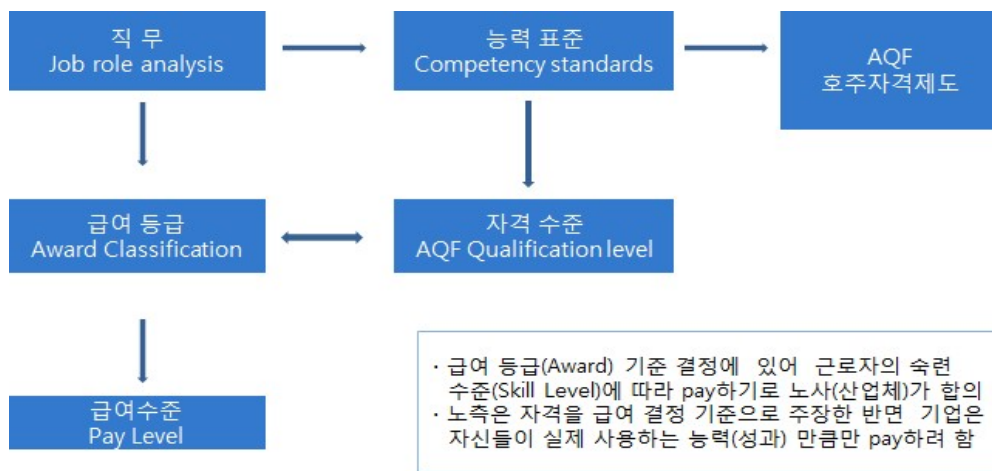 직 무
Job role analysis
능력 표준
Competency standards
AQF
호주자격제도
급여 등급
Award Classification
자격 수준
AQF Qualification level
급여수준
Pay Level
· 급여 등급(Award) 기준 결정에 있어 근로자의 숙련
수준(Skill Level)에 따라 pay하기로 노사(산업체)가 합의
· 노측은 자격을 급여 결정 기준으로 주장한 반면 기업은
자신들이 실제 사용하는 능력(성과) 만큼만 pay하려 함